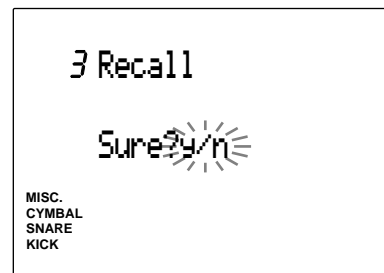 3 Recall
Sure?y/n
MISC.
CYMBAL
SNARE
KICK